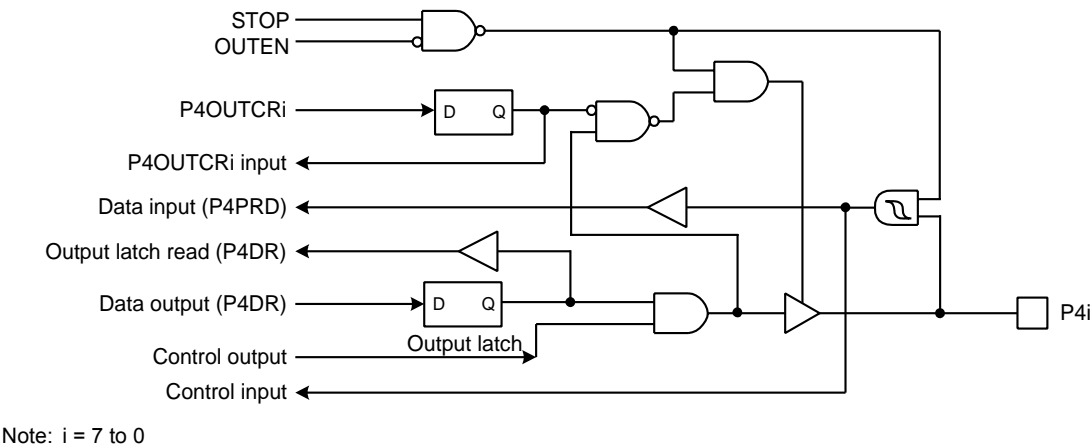 STOP
OUTEN
P4OUTCRi
D Q
P4OUTCRi input
Data input (P4PRD)
Output latch read (P4DR)
Data output (P4DR)
D Q
P4i
Output latch
Control output
Control input
Note: i = 7 to 0